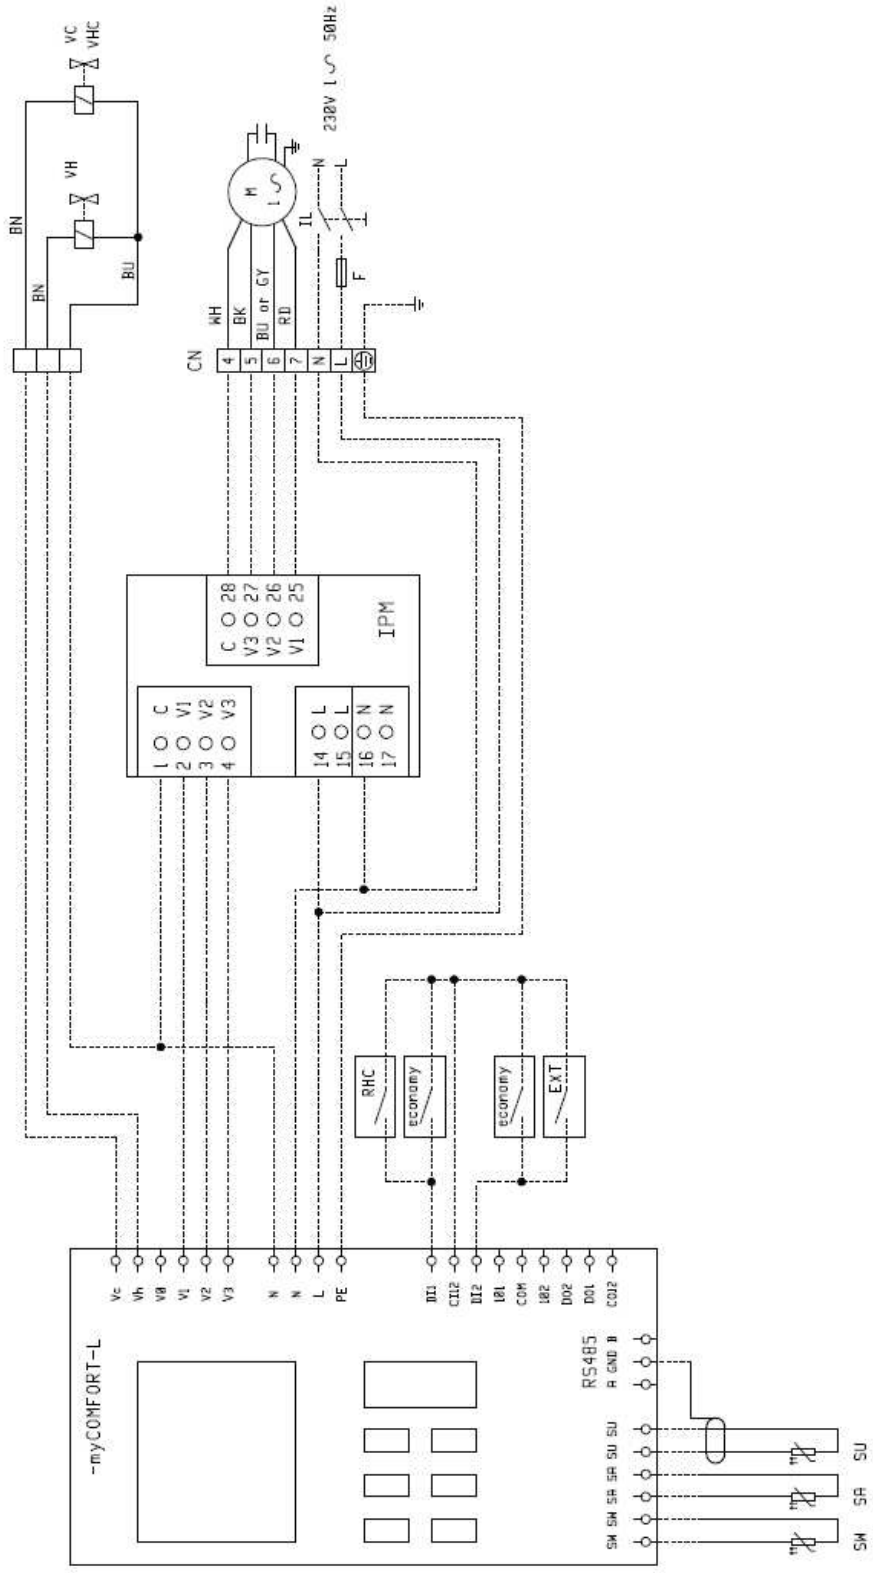 VC
VHC
VH
BN
BN
BU
230V 1 50Hz
M
1
IL
N
L
F
WH
BK
BU or GY
RD
CN
4
5
6
7
N
L
C 28
V3 27
V2 26
V1 25
IPM
1 C
2 V1
3 V2
4 V3
14 L
15 L
16 N
17 N
RHC
economy
economy
EXT
Vc
Vh
V0
V1
V2
V3
N
N
L
PE
DI1
CI12
DI2
101
COM
102
DO2
DO1
CO12
-myCOMFORT-L
RS485
A GND B
SW SW SA SA SU SU
SW
SA
SU